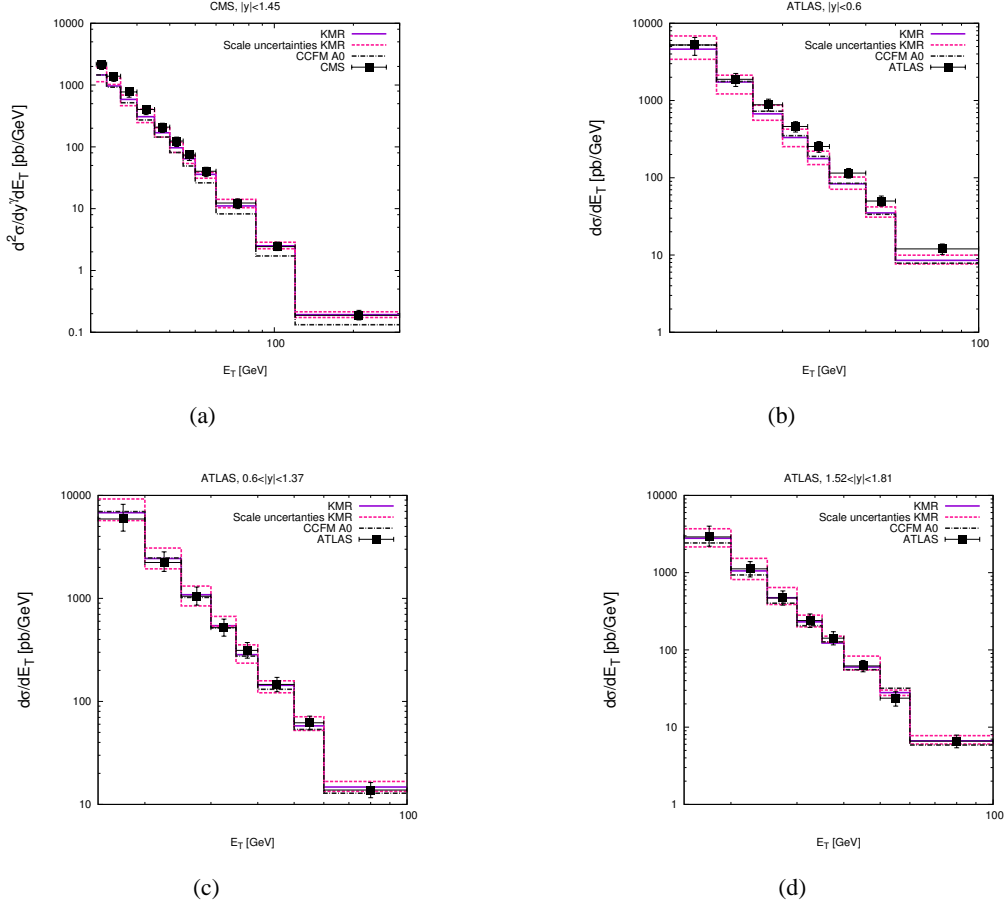 CMS, |y|<1.45
10000
1000
100
10
1
0.1
d²σ/dy^γdE_T [pb/GeV]
KMR
Scale uncertainties KMR
CCFM A0
CMS
100
E_T [GeV]
(a)
ATLAS, |y|<0.6
10000
1000
100
10
1
dσ/dE_T [pb/GeV]
KMR
Scale uncertainties KMR
CCFM A0
ATLAS
100
E_T [GeV]
(b)
ATLAS, 0.6<|y|<1.37
10000
1000
100
10
dσ/dE_T [pb/GeV]
KMR
Scale uncertanties KMR
CCFM A0
ATLAS
100
E_T [GeV]
(c)
ATLAS, 1.52<|y|<1.81
10000
1000
100
10
1
dσ/dE_T [pb/GeV]
KMR
Scale uncertanties KMR
CCFM A0
ATLAS
100
E_T [GeV]
(d)